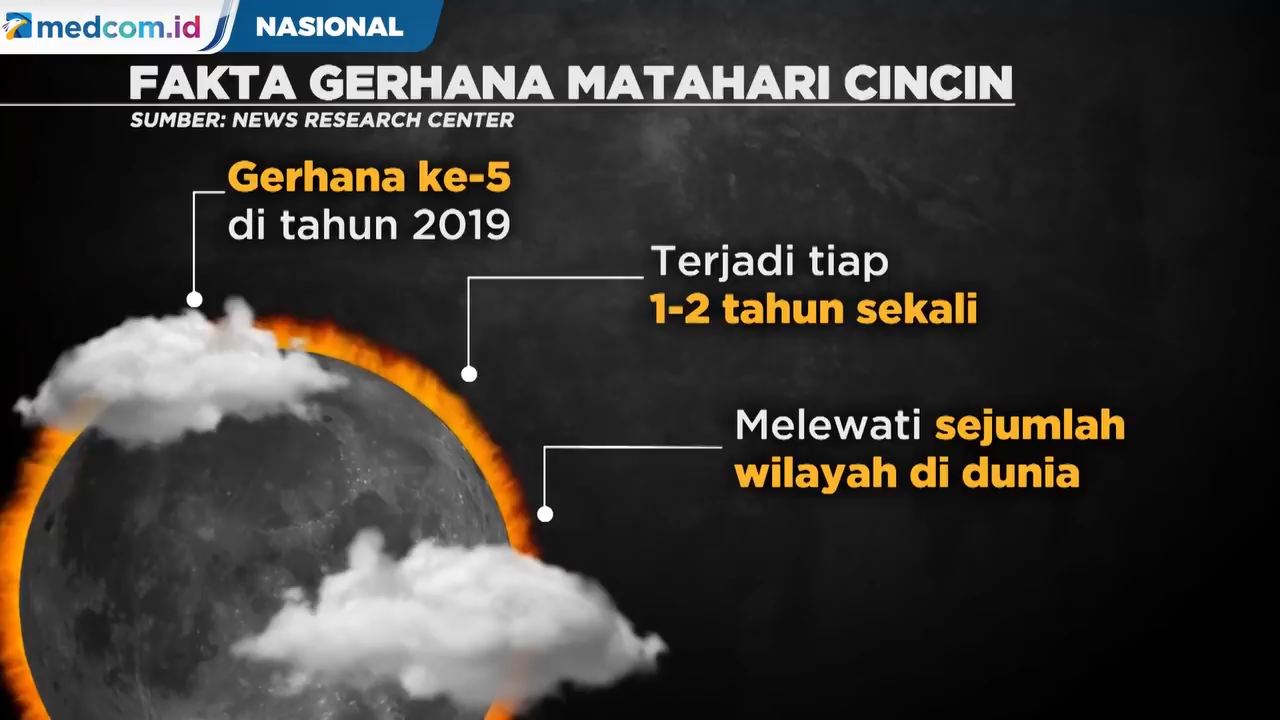 medcom.id
NASIONAL
FAKTA GERHANA MATAHARI CINCIN
SUMBER: NEWS RESEARCH CENTER
Gerhana ke-5
di tahun 2019
Terjadi tiap
1-2 tahun sekali
Melewati sejumlah
wilayah di dunia